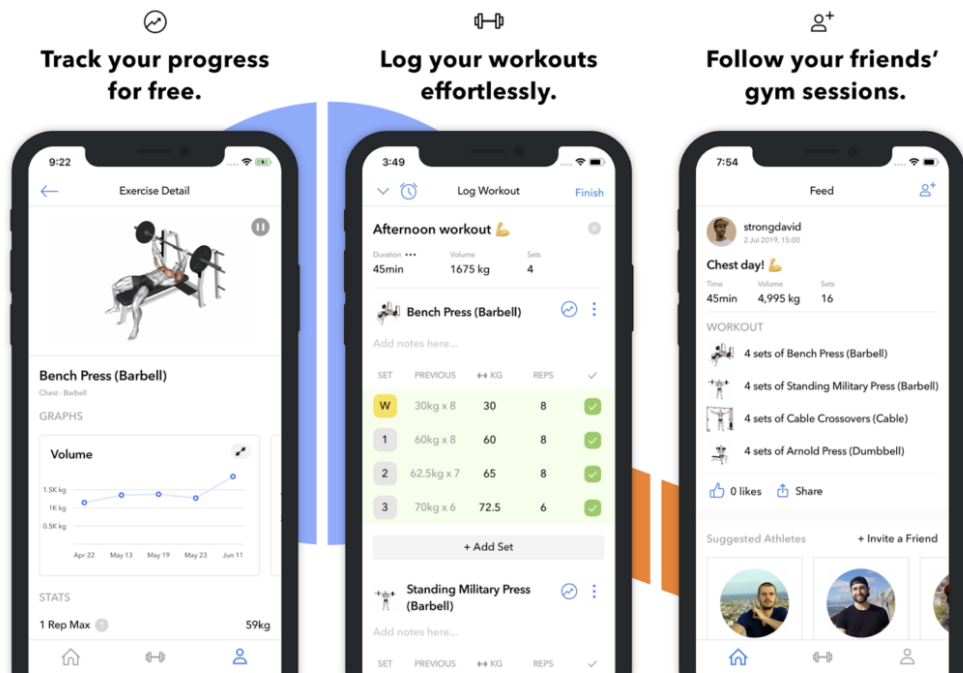 Track your progress
for free.
9:22
Exercise Detail
Bench Press (Barbell)
Chest - Barbell
GRAPHS
Volume
1.5K kg
1K kg
0.5K kg
Apr 22 May 13 May 19 May 23 Jun 11
STATS
1 Rep Max ? 59kg
Log your workouts
effortlessly.
3:49
Log Workout Finish
Afternoon workout 💪
Duration ••• Volume Sets
45min 1675 kg 4
Bench Press (Barbell)
Add notes here...
SET PREVIOUS KG REPS
W 30kg x 8 30 8
1 60kg x 8 60 8
2 62.5kg x 7 65 8
3 70kg x 6 72.5 6
+ Add Set
Standing Military Press
(Barbell)
Add notes here...
SET PREVIOUS KG REPS
Follow your friends’
gym sessions.
7:54
Feed
strongdavid
2 Jul 2019, 15:00
Chest day! 💪
Time Volume Sets
45min 4,995 kg 16
WORKOUT
4 sets of Bench Press (Barbell)
4 sets of Standing Military Press (Barbell)
4 sets of Cable Crossovers (Cable)
4 sets of Arnold Press (Dumbbell)
0 likes Share
Suggested Athletes + Invite a Friend